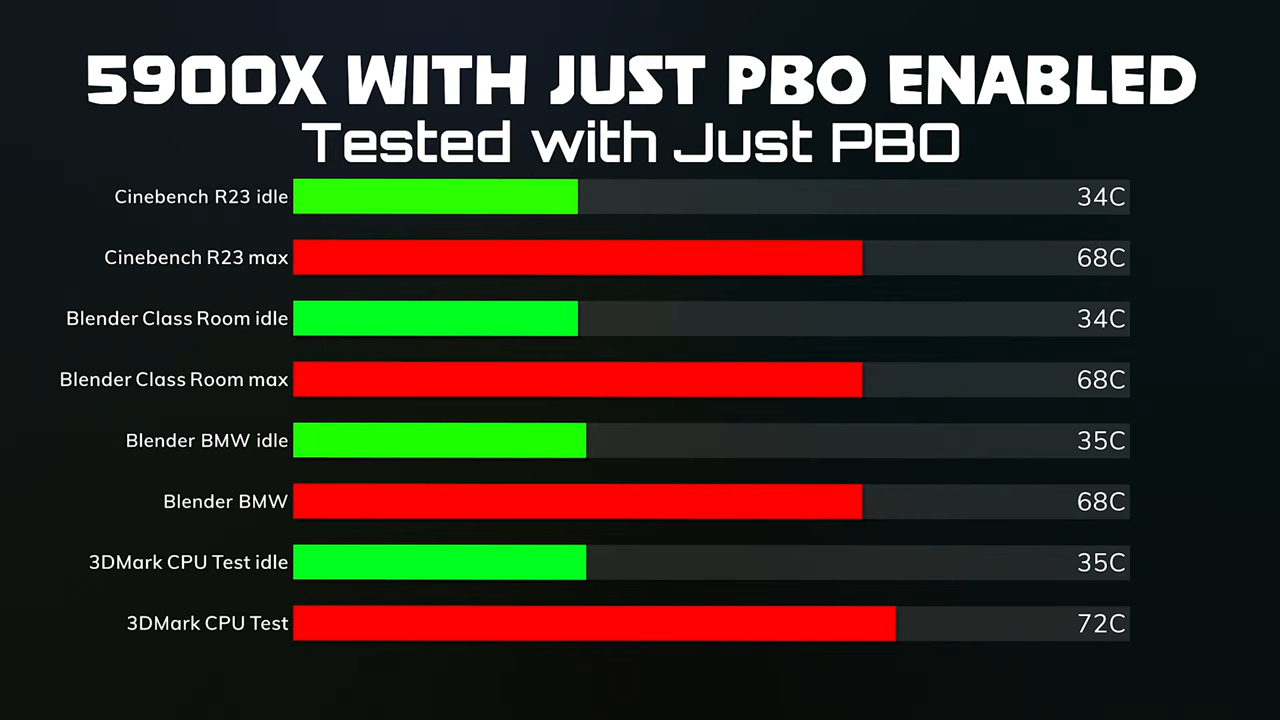 5900X WITH JUST PBO ENABLED
Tested with Just PBO
Cinebench R23 idle 34C
Cinebench R23 max 68C
Blender Class Room idle 34C
Blender Class Room max 68C
Blender BMW idle 35C
Blender BMW 68C
3DMark CPU Test idle 35C
3DMark CPU Test 72C